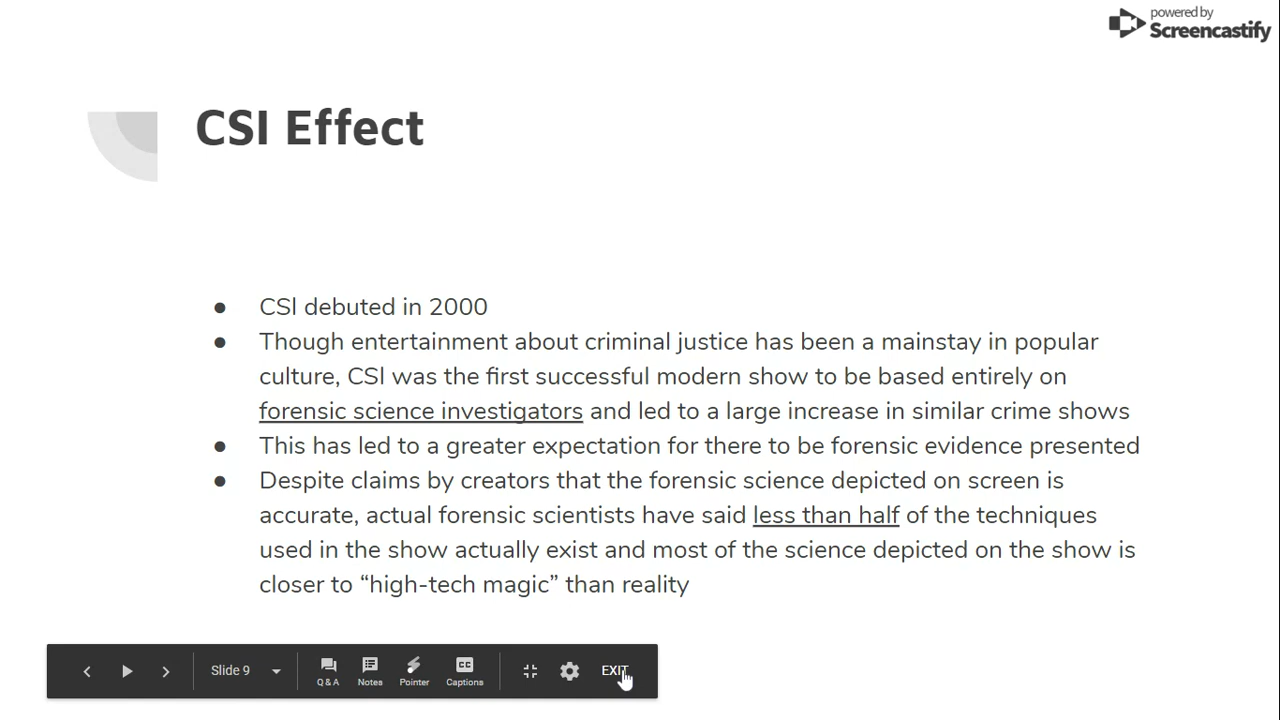 powered by
Screencastify
CSI Effect
● CSI debuted in 2000
● Though entertainment about criminal justice has been a mainstay in popular
culture, CSI was the first successful modern show to be based entirely on
forensic science investigators and led to a large increase in similar crime shows
● This has led to a greater expectation for there to be forensic evidence presented
● Despite claims by creators that the forensic science depicted on screen is
accurate, actual forensic scientists have said less than half of the techniques
used in the show actually exist and most of the science depicted on the show is
closer to “high-tech magic” than reality
Slide 9
Q & A Notes Pointer CC Captions EXIT